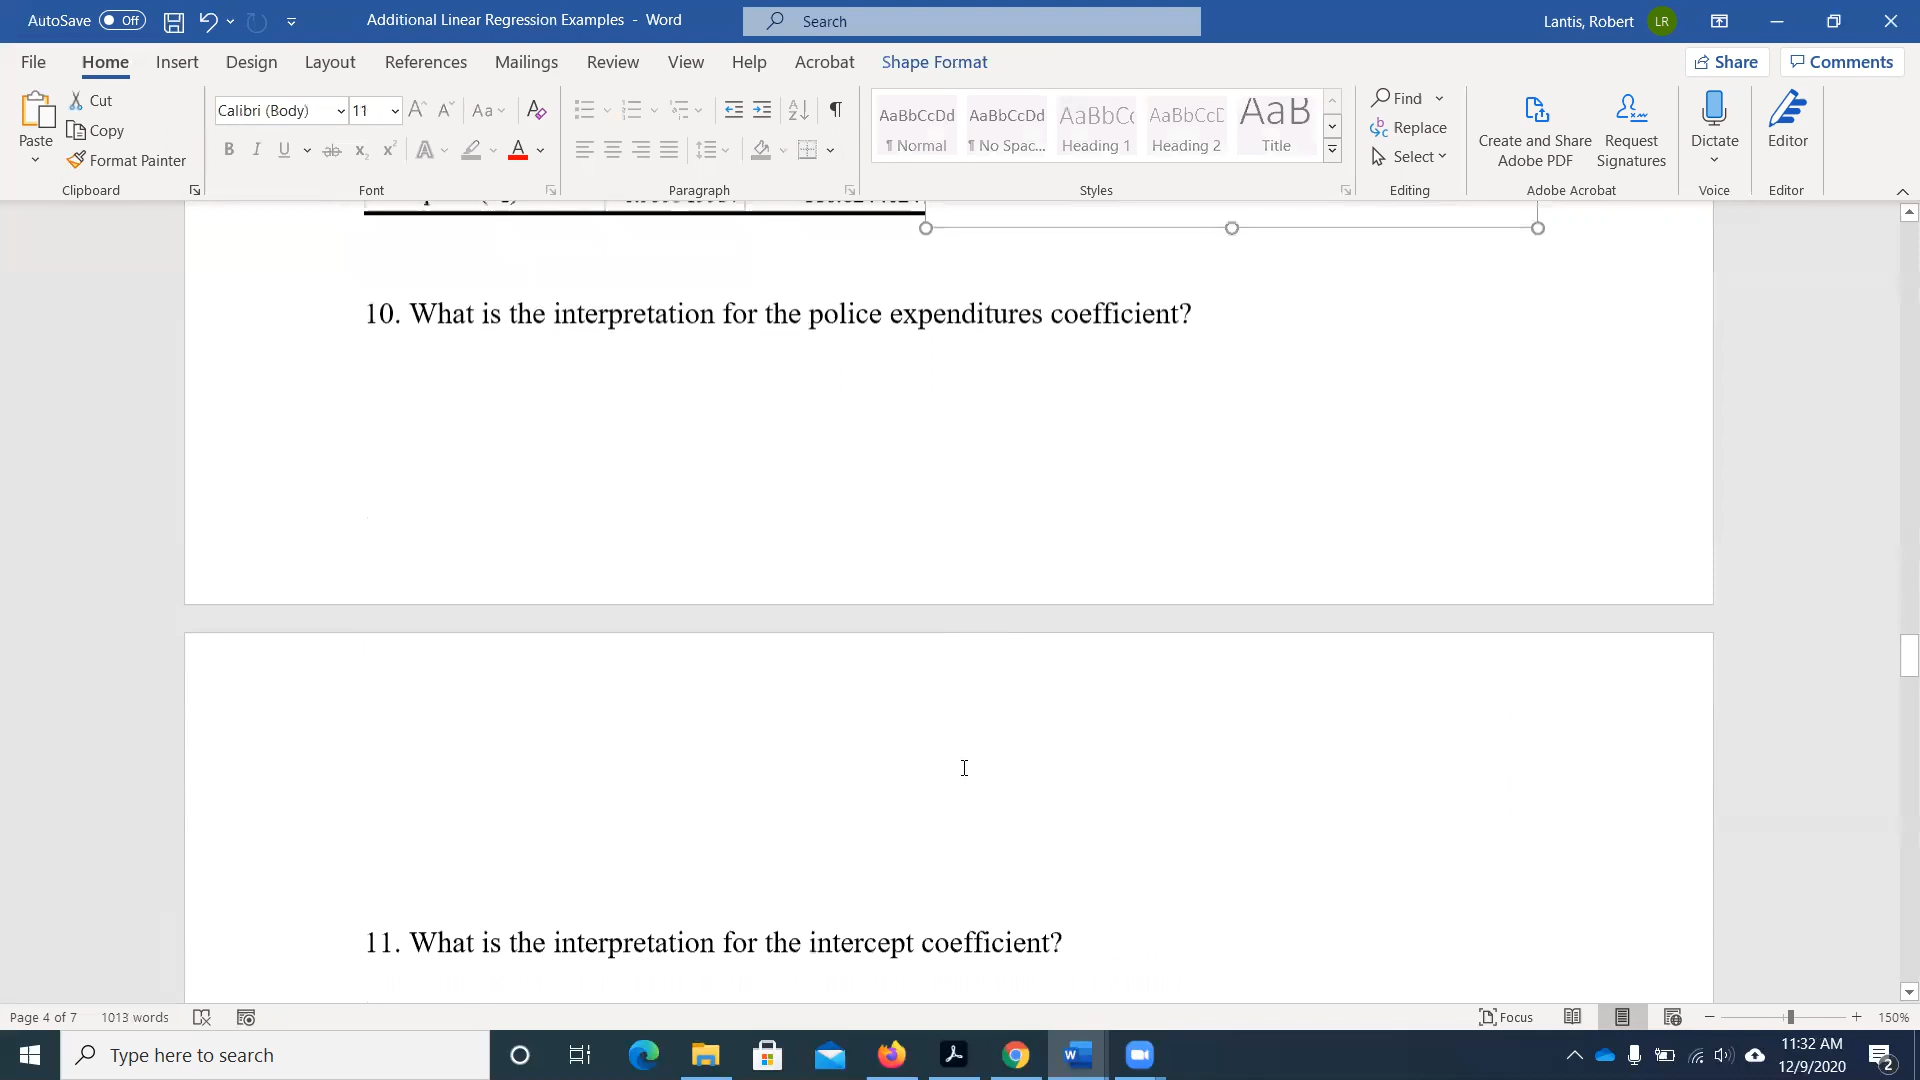 AutoSave Off Additional Linear Regression Examples - Word Search Lantis, Robert LR
File Home Insert Design Layout References Mailings Review View Help Acrobat Shape Format Share Comments
Paste Cut Copy Format Painter Clipboard
Calibri (Body) 11 Aa Font
Paragraph
AaBbCcDd AaBbCcDd AaBbCc AaBbCcD AaB
¶ Normal ¶ No Spac... Heading 1 Heading 2 Title
Styles
Find Replace Select Editing
Create and Share Adobe PDF Request Signatures Adobe Acrobat
Dictate Voice
Editor Editor
10. What is the interpretation for the police expenditures coefficient?
11. What is the interpretation for the intercept coefficient?
Page 4 of 7 1013 words Focus 150%
Type here to search 11:32 AM
12/9/2020 2